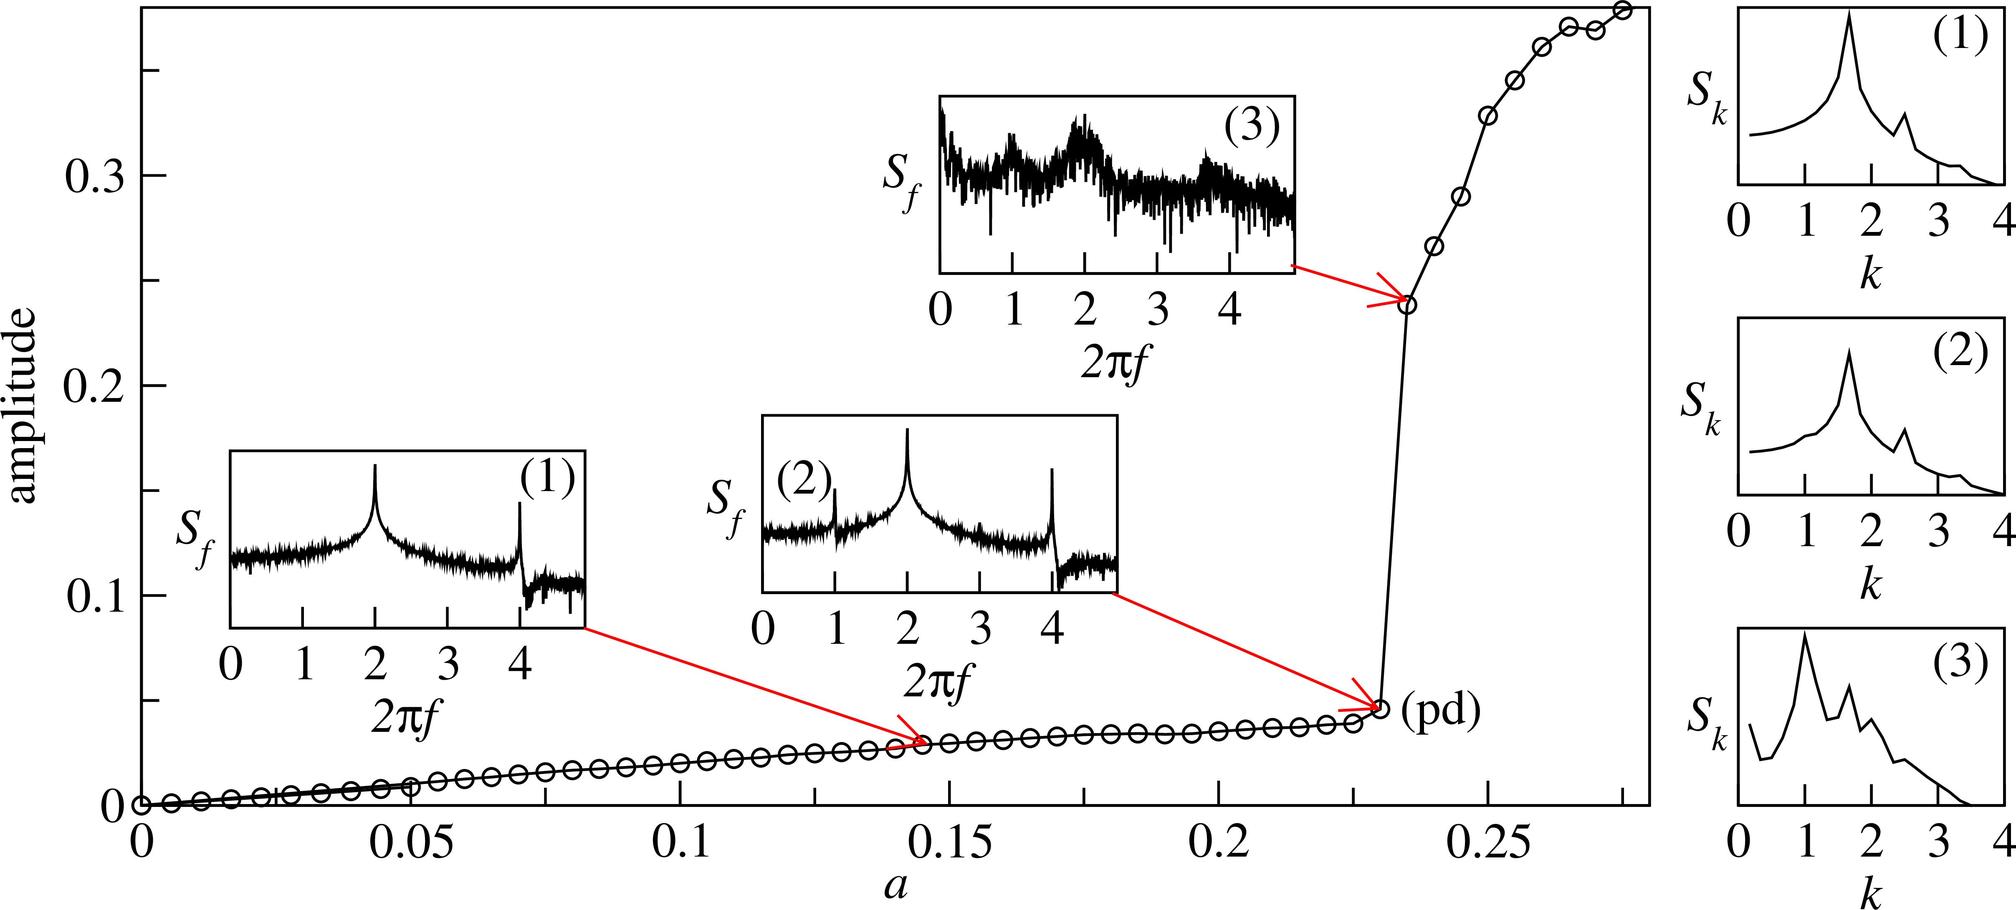 amplitude
0.3
0.2
0.1
0
0 0.05 0.1 0.15 0.2 0.25
a
(pd)
(1)
S_f
0 1 2 3 4
2πf
(2)
S_f
0 1 2 3 4
2πf
(3)
S_f
0 1 2 3 4
2πf
(1)
S_k
0 1 2 3 4
k
(2)
S_k
0 1 2 3 4
k
(3)
S_k
0 1 2 3 4
k